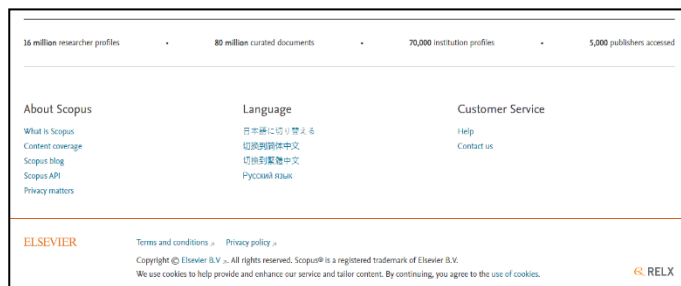 16 million researcher profiles • 80 million curated documents • 70,000 institution profiles • 5,000 publishers accessed
About Scopus
What is Scopus
Content coverage
Scopus blog
Scopus API
Privacy matters
Language
日本語に切り替える
切换到简体中文
切換到繁體中文
Русский язык
Customer Service
Help
Contact us
ELSEVIER
Terms and conditions ↗ Privacy policy ↗
Copyright © Elsevier B.V ↗. All rights reserved. Scopus® is a registered trademark of Elsevier B.V.
We use cookies to help provide and enhance our service and tailor content. By continuing, you agree to the use of cookies.
RELX